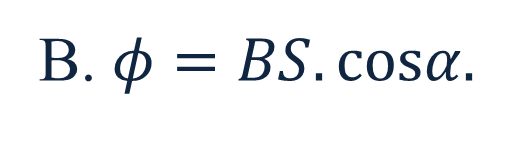 B. ϕ = BS. cosα.